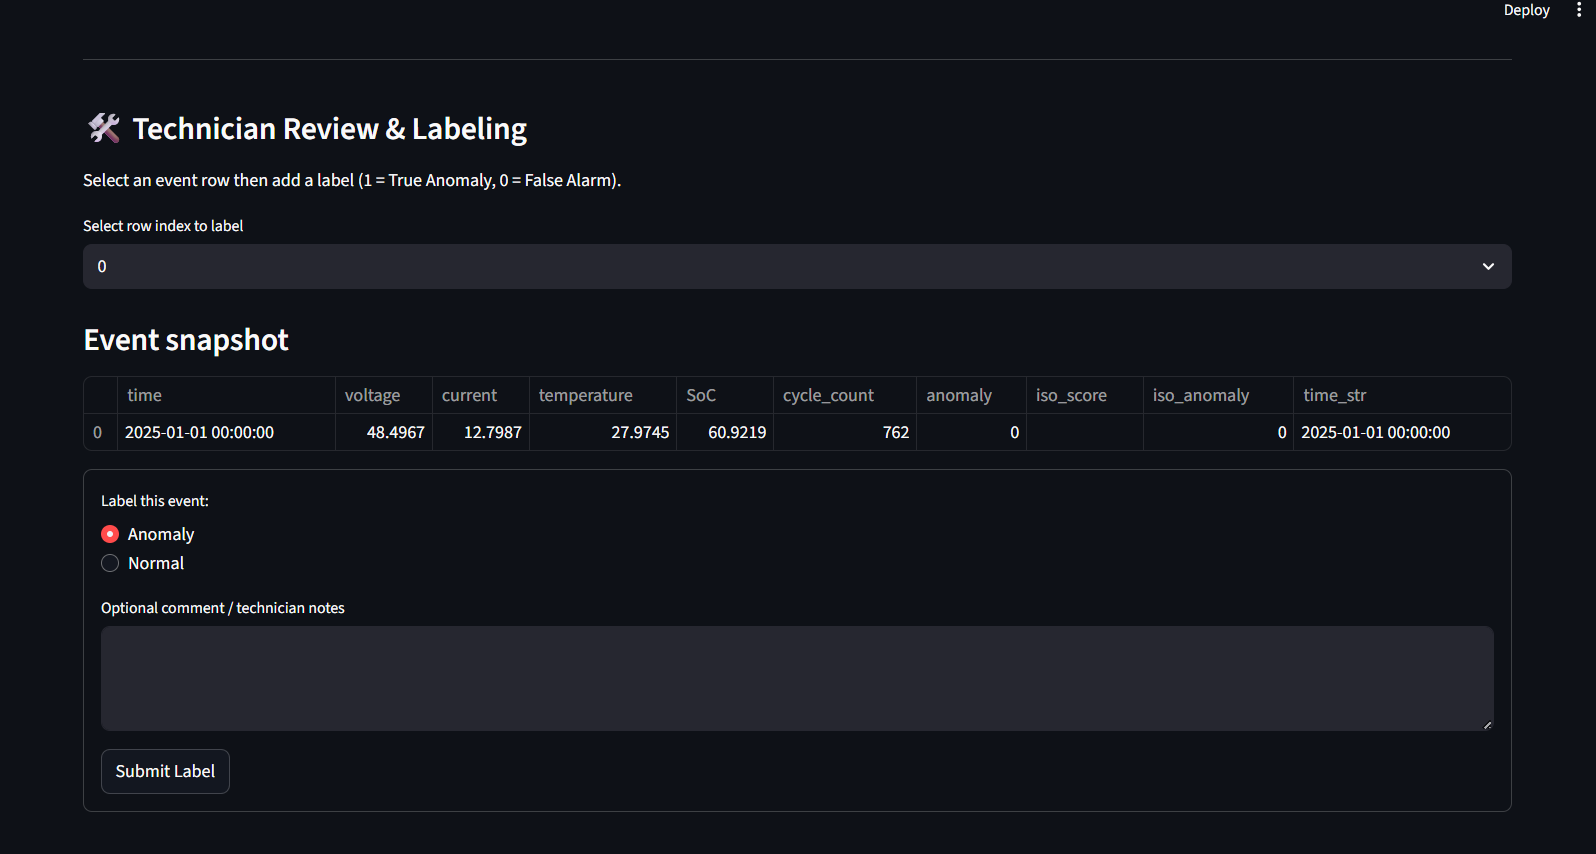 Deploy
Technician Review & Labeling
Select an event row then add a label (1 = True Anomaly, 0 = False Alarm).
Select row index to label
0
Event snapshot
time voltage current temperature SoC cycle_count anomaly iso_score iso_anomaly time_str
0 2025-01-01 00:00:00 48.4967 12.7987 27.9745 60.9219 762 0 0 2025-01-01 00:00:00
Label this event:
Anomaly
Normal
Optional comment / technician notes
Submit Label